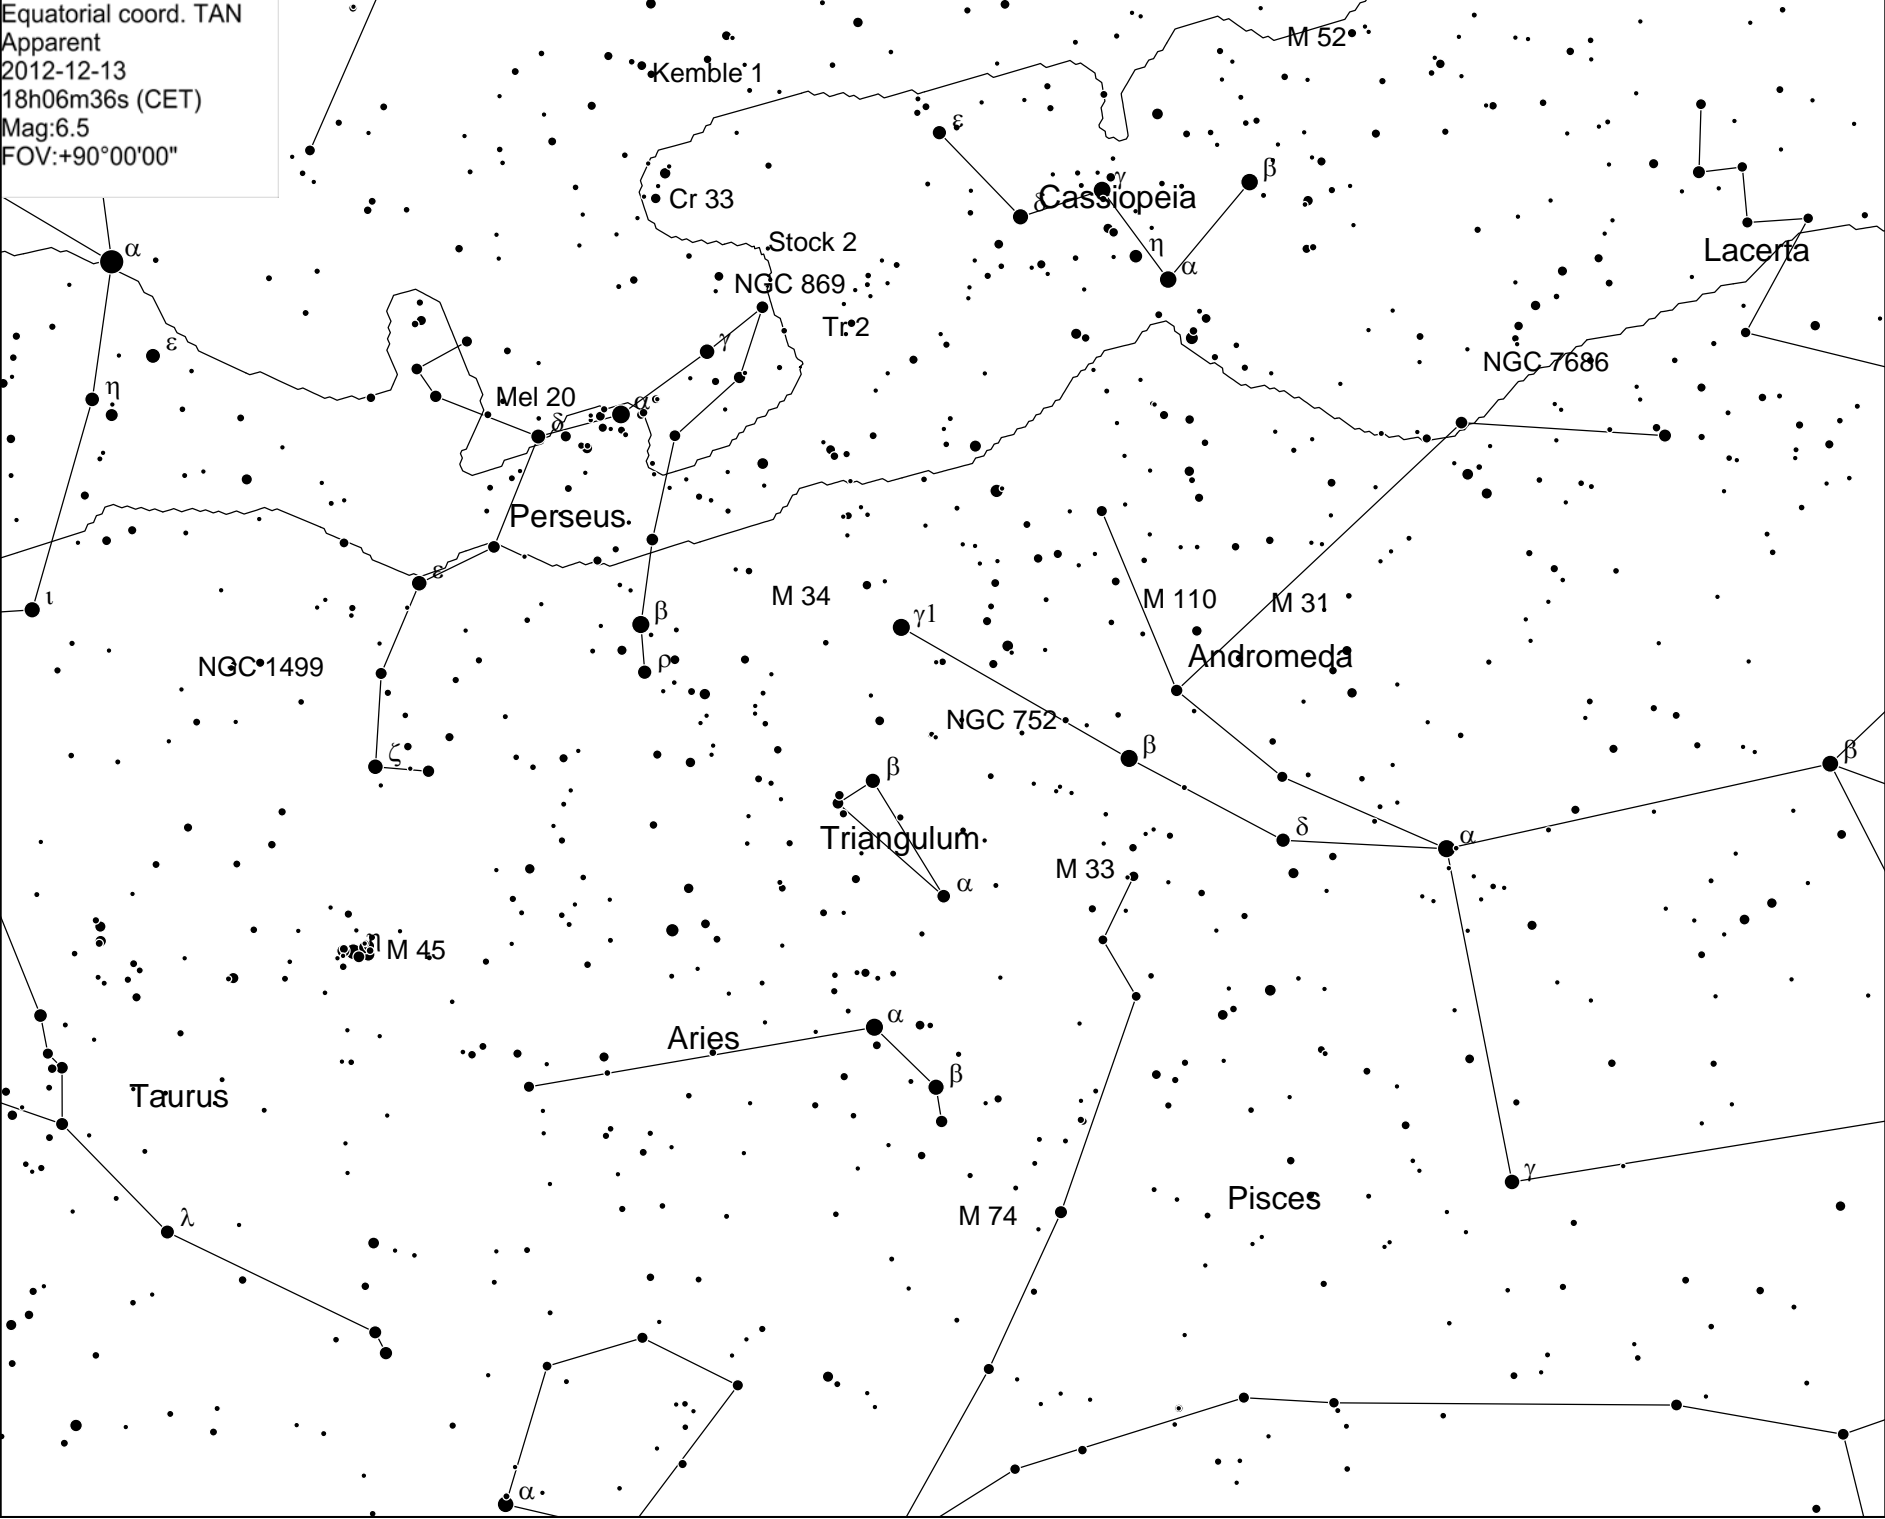 Equatorial coord. TAN
Apparent
2012-12-13
18h06m36s (CET)
Mag:6.5
FOV:+90°00'00"
M 52
Kemble 1
ε
γ
β
δ
Cassiopeia
Cr 33
Stock 2
η
α
Lacerta
α
NGC 869
Tr 2
ε
γ
NGC 7686
η
Mel 20
α
δ
Perseus
ε
M 34
M 110
M 31
ι
β
γ1
Andromeda
NGC 1499
ρ
NGC 752
ζ
β
β
β
Triangulum
δ
α
M 33
α
η
M 45
α
Aries
β
Taurus
γ
Pisces
M 74
λ
α